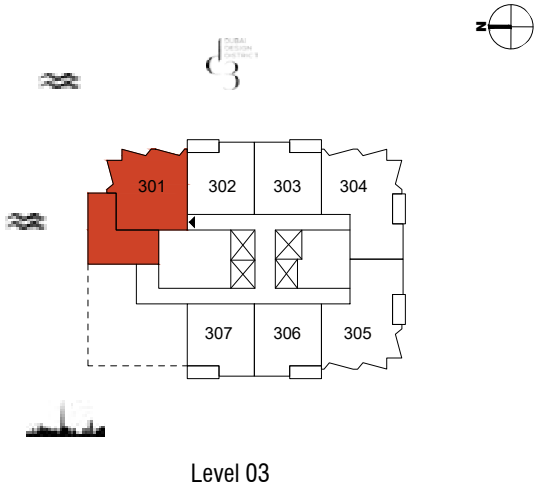 N
DUBAI
DESIGN
DISTRICT
301
302
303
304
307
306
305
Level 03